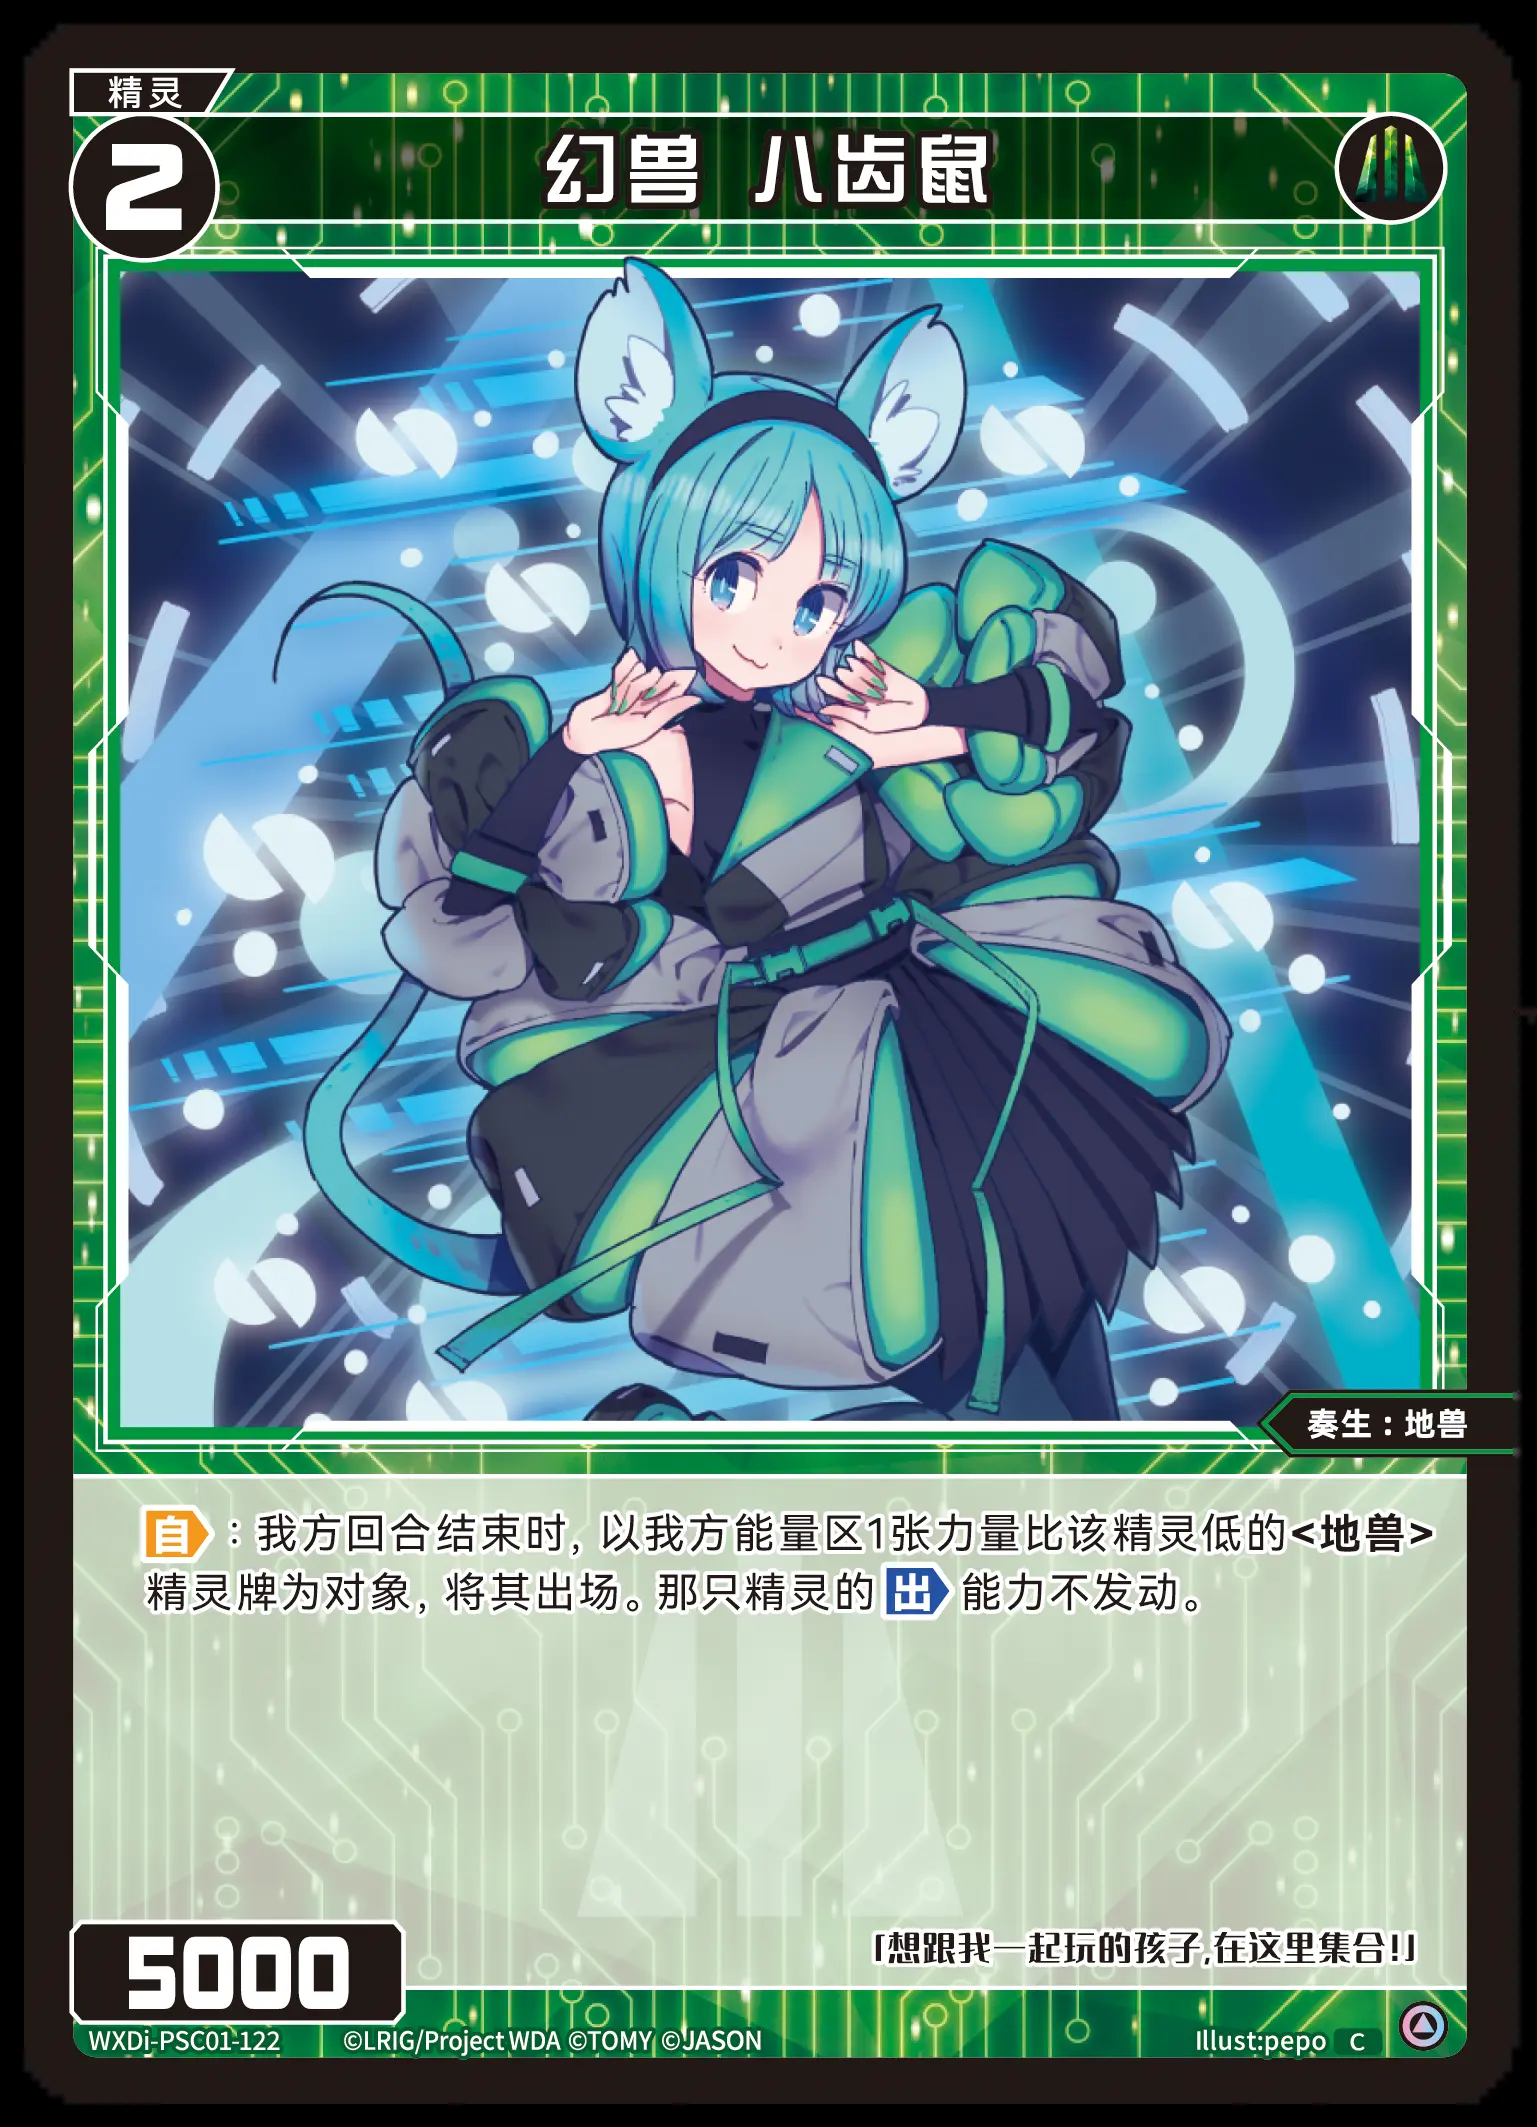 精灵
2
幻兽 八齿鼠
奏生：地兽
自：我方回合结束时，以我方能量区1张力量比该精灵低的<地兽>
精灵牌为对象，将其出场。那只精灵的 出 能力不发动。
「想跟我一起玩的孩子,在这里集合!」
5000
WXDi-PSC01-122 ©LRIG/Project WDA ©TOMY ©JASON Illust:pepo C